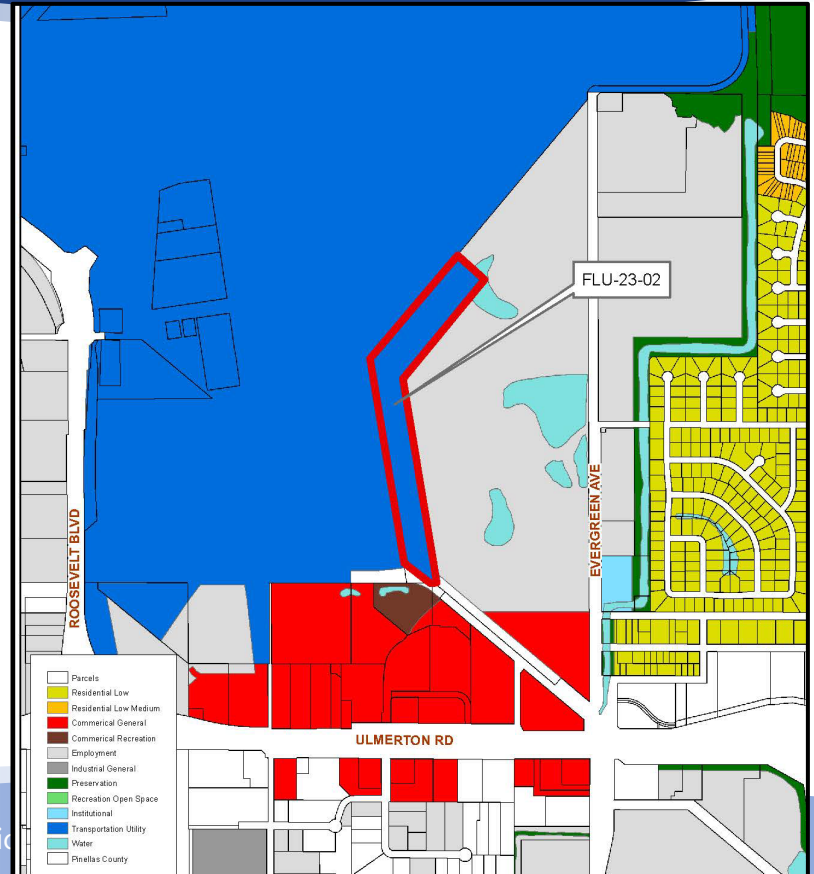 FLU-23-02
EVERGREEN AVE
ROOSEVELT BLVD
ULMERTON RD
Parcels
Residential Low
Residential Low Medium
Commerical General
Commerical Recreation
Employment
Industrial General
Preservation
Recreation Open Space
Institutional
Transportation Utility
Water
Pinellas County